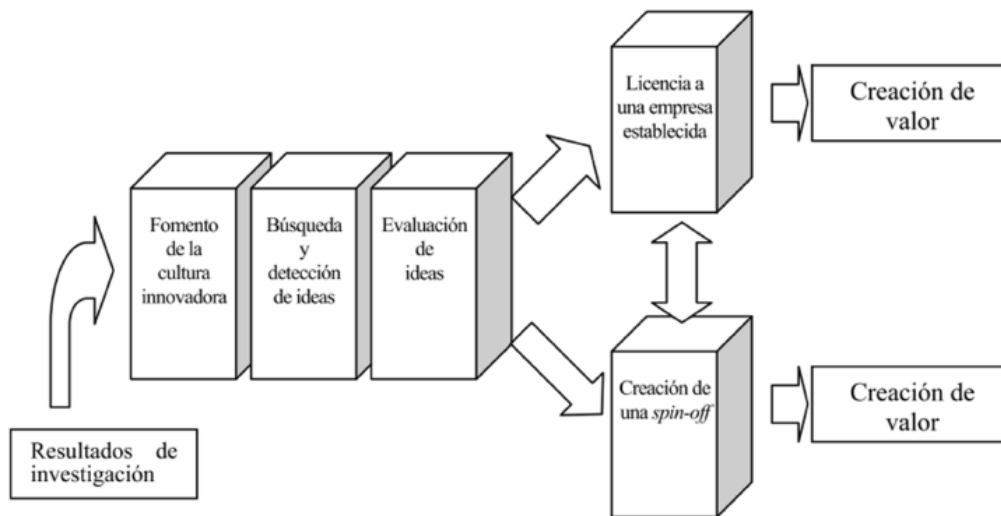 Resultados de
investigación
Fomento
de la
cultura
innovadora
Búsqueda
y
detección
de ideas
Evaluación
de
ideas
Licencia a
una empresa
establecida
Creación de
valor
Creación de
una spin-off
Creación de
valor